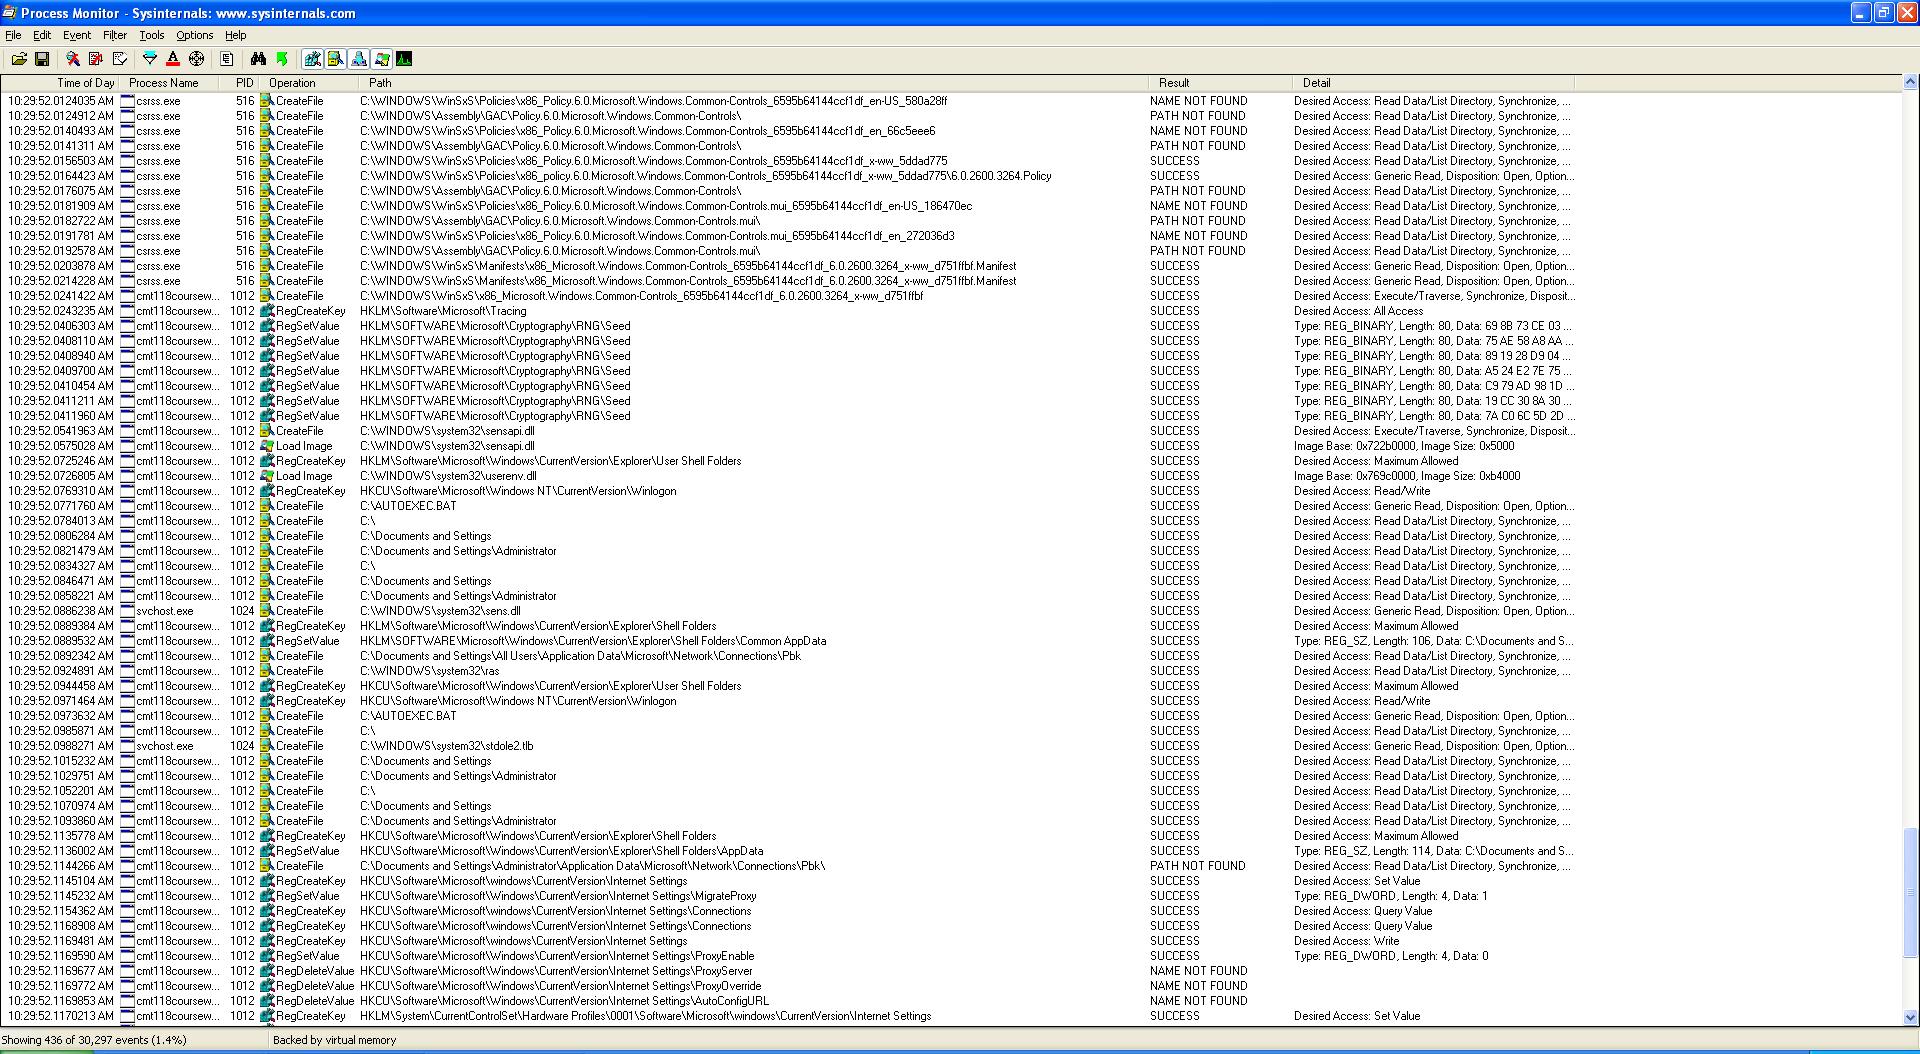 Process Monitor - Sysinternals: www.sysinternals.com
File Edit Event Filter Tools Options Help
Time of Day Process Name PID Operation Path Result Detail
10:29:52.0124035 AM csrss.exe 516 CreateFile C:\WINDOWS\WinSxS\Policies\x86_Policy.6.0.Microsoft.Windows.Common-Controls_6595b64144ccf1df_en-US_580a28ff NAME NOT FOUND Desired Access: Read Data/List Directory, Synchronize, ...
10:29:52.0124912 AM csrss.exe 516 CreateFile C:\WINDOWS\Assembly\GAC\Policy.6.0.Microsoft.Windows.Common-Controls\ PATH NOT FOUND Desired Access: Read Data/List Directory, Synchronize, ...
10:29:52.0140493 AM csrss.exe 516 CreateFile C:\WINDOWS\WinSxS\Policies\x86_Policy.6.0.Microsoft.Windows.Common-Controls_6595b64144ccf1df_en_66c5eee6 NAME NOT FOUND Desired Access: Read Data/List Directory, Synchronize, ...
10:29:52.0141311 AM csrss.exe 516 CreateFile C:\WINDOWS\Assembly\GAC\Policy.6.0.Microsoft.Windows.Common-Controls\ PATH NOT FOUND Desired Access: Read Data/List Directory, Synchronize, ...
10:29:52.0156503 AM csrss.exe 516 CreateFile C:\WINDOWS\WinSxS\Policies\x86_Policy.6.0.Microsoft.Windows.Common-Controls_6595b64144ccf1df_x-ww_5ddad775 SUCCESS Desired Access: Read Data/List Directory, Synchronize, ...
10:29:52.0164423 AM csrss.exe 516 CreateFile C:\WINDOWS\WinSxS\Policies\x86_policy.6.0.Microsoft.Windows.Common-Controls_6595b64144ccf1df_x-ww_5ddad775\6.0.2600.3264.Policy SUCCESS Desired Access: Generic Read, Disposition: Open, Option...
10:29:52.0176075 AM csrss.exe 516 CreateFile C:\WINDOWS\Assembly\GAC\Policy.6.0.Microsoft.Windows.Common-Controls\ PATH NOT FOUND Desired Access: Read Data/List Directory, Synchronize, ...
10:29:52.0181909 AM csrss.exe 516 CreateFile C:\WINDOWS\WinSxS\Policies\x86_Policy.6.0.Microsoft.Windows.Common-Controls.mui_6595b64144ccf1df_en-US_186470ec NAME NOT FOUND Desired Access: Read Data/List Directory, Synchronize, ...
10:29:52.0182722 AM csrss.exe 516 CreateFile C:\WINDOWS\Assembly\GAC\Policy.6.0.Microsoft.Windows.Common-Controls.mui\ PATH NOT FOUND Desired Access: Read Data/List Directory, Synchronize, ...
10:29:52.0191781 AM csrss.exe 516 CreateFile C:\WINDOWS\WinSxS\Policies\x86_Policy.6.0.Microsoft.Windows.Common-Controls.mui_6595b64144ccf1df_en_272036d3 NAME NOT FOUND Desired Access: Read Data/List Directory, Synchronize, ...
10:29:52.0192578 AM csrss.exe 516 CreateFile C:\WINDOWS\Assembly\GAC\Policy.6.0.Microsoft.Windows.Common-Controls.mui\ PATH NOT FOUND Desired Access: Read Data/List Directory, Synchronize, ...
10:29:52.0203878 AM csrss.exe 516 CreateFile C:\WINDOWS\WinSxS\Manifests\x86_Microsoft.Windows.Common-Controls_6595b64144ccf1df_6.0.2600.3264_x-ww_d751ffbf.Manifest SUCCESS Desired Access: Generic Read, Disposition: Open, Option...
10:29:52.0214228 AM csrss.exe 516 CreateFile C:\WINDOWS\WinSxS\Manifests\x86_Microsoft.Windows.Common-Controls_6595b64144ccf1df_6.0.2600.3264_x-ww_d751ffbf.Manifest SUCCESS Desired Access: Generic Read, Disposition: Open, Option...
10:29:52.0241422 AM cmt118coursew... 1012 CreateFile C:\WINDOWS\WinSxS\x86_Microsoft.Windows.Common-Controls_6595b64144ccf1df_6.0.2600.3264_x-ww_d751ffbf SUCCESS Desired Access: Execute/Traverse, Synchronize, Disposit...
10:29:52.0243235 AM cmt118coursew... 1012 RegCreateKey HKLM\Software\Microsoft\Tracing SUCCESS Desired Access: All Access
10:29:52.0406303 AM cmt118coursew... 1012 RegSetValue HKLM\SOFTWARE\Microsoft\Cryptography\RNG\Seed SUCCESS Type: REG_BINARY, Length: 80, Data: 69 8B 73 CE 03 ...
10:29:52.0408110 AM cmt118coursew... 1012 RegSetValue HKLM\SOFTWARE\Microsoft\Cryptography\RNG\Seed SUCCESS Type: REG_BINARY, Length: 80, Data: 75 AE 58 A8 AA ...
10:29:52.0408940 AM cmt118coursew... 1012 RegSetValue HKLM\SOFTWARE\Microsoft\Cryptography\RNG\Seed SUCCESS Type: REG_BINARY, Length: 80, Data: 89 19 28 D9 04 ...
10:29:52.0409700 AM cmt118coursew... 1012 RegSetValue HKLM\SOFTWARE\Microsoft\Cryptography\RNG\Seed SUCCESS Type: REG_BINARY, Length: 80, Data: A5 24 E2 7E 75 ...
10:29:52.0410454 AM cmt118coursew... 1012 RegSetValue HKLM\SOFTWARE\Microsoft\Cryptography\RNG\Seed SUCCESS Type: REG_BINARY, Length: 80, Data: C9 79 AD 98 1D ...
10:29:52.0411211 AM cmt118coursew... 1012 RegSetValue HKLM\SOFTWARE\Microsoft\Cryptography\RNG\Seed SUCCESS Type: REG_BINARY, Length: 80, Data: 19 CC 30 8A 30 ...
10:29:52.0411960 AM cmt118coursew... 1012 RegSetValue HKLM\SOFTWARE\Microsoft\Cryptography\RNG\Seed SUCCESS Type: REG_BINARY, Length: 80, Data: 7A C0 6C 5D 2D ...
10:29:52.0541963 AM cmt118coursew... 1012 CreateFile C:\WINDOWS\system32\sensapi.dll SUCCESS Desired Access: Execute/Traverse, Synchronize, Disposit...
10:29:52.0575028 AM cmt118coursew... 1012 Load Image C:\WINDOWS\system32\sensapi.dll SUCCESS Image Base: 0x722b0000, Image Size: 0x5000
10:29:52.0725246 AM cmt118coursew... 1012 RegCreateKey HKLM\Software\Microsoft\Windows\CurrentVersion\Explorer\User Shell Folders SUCCESS Desired Access: Maximum Allowed
10:29:52.0726805 AM cmt118coursew... 1012 Load Image C:\WINDOWS\system32\userenv.dll SUCCESS Image Base: 0x769c0000, Image Size: 0xb4000
10:29:52.0769310 AM cmt118coursew... 1012 RegCreateKey HKCU\Software\Microsoft\Windows NT\CurrentVersion\Winlogon SUCCESS Desired Access: Read/Write
10:29:52.0771760 AM cmt118coursew... 1012 CreateFile C:\AUTOEXEC.BAT SUCCESS Desired Access: Generic Read, Disposition: Open, Option...
10:29:52.0784013 AM cmt118coursew... 1012 CreateFile C:\ SUCCESS Desired Access: Read Data/List Directory, Synchronize, ...
10:29:52.0806284 AM cmt118coursew... 1012 CreateFile C:\Documents and Settings SUCCESS Desired Access: Read Data/List Directory, Synchronize, ...
10:29:52.0821479 AM cmt118coursew... 1012 CreateFile C:\Documents and Settings\Administrator SUCCESS Desired Access: Read Data/List Directory, Synchronize, ...
10:29:52.0834327 AM cmt118coursew... 1012 CreateFile C:\ SUCCESS Desired Access: Read Data/List Directory, Synchronize, ...
10:29:52.0846471 AM cmt118coursew... 1012 CreateFile C:\Documents and Settings SUCCESS Desired Access: Read Data/List Directory, Synchronize, ...
10:29:52.0858221 AM cmt118coursew... 1012 CreateFile C:\Documents and Settings\Administrator SUCCESS Desired Access: Read Data/List Directory, Synchronize, ...
10:29:52.0886238 AM svchost.exe 1024 CreateFile C:\WINDOWS\system32\sens.dll SUCCESS Desired Access: Generic Read, Disposition: Open, Option...
10:29:52.0889384 AM cmt118coursew... 1012 RegCreateKey HKLM\Software\Microsoft\Windows\CurrentVersion\Explorer\Shell Folders SUCCESS Desired Access: Maximum Allowed
10:29:52.0889532 AM cmt118coursew... 1012 RegSetValue HKLM\SOFTWARE\Microsoft\Windows\CurrentVersion\Explorer\Shell Folders\Common AppData SUCCESS Type: REG_SZ, Length: 106, Data: C:\Documents and S...
10:29:52.0892342 AM cmt118coursew... 1012 CreateFile C:\Documents and Settings\All Users\Application Data\Microsoft\Network\Connections\Pbk SUCCESS Desired Access: Read Data/List Directory, Synchronize, ...
10:29:52.0924891 AM cmt118coursew... 1012 CreateFile C:\WINDOWS\system32\ras SUCCESS Desired Access: Read Data/List Directory, Synchronize, ...
10:29:52.0944458 AM cmt118coursew... 1012 RegCreateKey HKCU\Software\Microsoft\Windows\CurrentVersion\Explorer\User Shell Folders SUCCESS Desired Access: Maximum Allowed
10:29:52.0971464 AM cmt118coursew... 1012 RegCreateKey HKCU\Software\Microsoft\Windows NT\CurrentVersion\Winlogon SUCCESS Desired Access: Read/Write
10:29:52.0973632 AM cmt118coursew... 1012 CreateFile C:\AUTOEXEC.BAT SUCCESS Desired Access: Generic Read, Disposition: Open, Option...
10:29:52.0985871 AM cmt118coursew... 1012 CreateFile C:\ SUCCESS Desired Access: Read Data/List Directory, Synchronize, ...
10:29:52.0988271 AM svchost.exe 1024 CreateFile C:\WINDOWS\system32\stdole2.tlb SUCCESS Desired Access: Generic Read, Disposition: Open, Option...
10:29:52.1015232 AM cmt118coursew... 1012 CreateFile C:\Documents and Settings SUCCESS Desired Access: Read Data/List Directory, Synchronize, ...
10:29:52.1029751 AM cmt118coursew... 1012 CreateFile C:\Documents and Settings\Administrator SUCCESS Desired Access: Read Data/List Directory, Synchronize, ...
10:29:52.1052201 AM cmt118coursew... 1012 CreateFile C:\ SUCCESS Desired Access: Read Data/List Directory, Synchronize, ...
10:29:52.1070974 AM cmt118coursew... 1012 CreateFile C:\Documents and Settings SUCCESS Desired Access: Read Data/List Directory, Synchronize, ...
10:29:52.1093860 AM cmt118coursew... 1012 CreateFile C:\Documents and Settings\Administrator SUCCESS Desired Access: Read Data/List Directory, Synchronize, ...
10:29:52.1135778 AM cmt118coursew... 1012 RegCreateKey HKCU\Software\Microsoft\Windows\CurrentVersion\Explorer\Shell Folders SUCCESS Desired Access: Maximum Allowed
10:29:52.1136002 AM cmt118coursew... 1012 RegSetValue HKCU\Software\Microsoft\Windows\CurrentVersion\Explorer\Shell Folders\AppData SUCCESS Type: REG_SZ, Length: 114, Data: C:\Documents and S...
10:29:52.1144266 AM cmt118coursew... 1012 CreateFile C:\Documents and Settings\Administrator\Application Data\Microsoft\Network\Connections\Pbk\ PATH NOT FOUND Desired Access: Read Data/List Directory, Synchronize, ...
10:29:52.1145104 AM cmt118coursew... 1012 RegCreateKey HKCU\Software\Microsoft\windows\CurrentVersion\Internet Settings SUCCESS Desired Access: Set Value
10:29:52.1145232 AM cmt118coursew... 1012 RegSetValue HKCU\Software\Microsoft\Windows\CurrentVersion\Internet Settings\MigrateProxy SUCCESS Type: REG_DWORD, Length: 4, Data: 1
10:29:52.1154362 AM cmt118coursew... 1012 RegCreateKey HKCU\Software\Microsoft\windows\CurrentVersion\Internet Settings\Connections SUCCESS Desired Access: Query Value
10:29:52.1168908 AM cmt118coursew... 1012 RegCreateKey HKCU\Software\Microsoft\windows\CurrentVersion\Internet Settings\Connections SUCCESS Desired Access: Query Value
10:29:52.1169481 AM cmt118coursew... 1012 RegCreateKey HKCU\Software\Microsoft\windows\CurrentVersion\Internet Settings SUCCESS Desired Access: Write
10:29:52.1169590 AM cmt118coursew... 1012 RegSetValue HKCU\Software\Microsoft\Windows\CurrentVersion\Internet Settings\ProxyEnable SUCCESS Type: REG_DWORD, Length: 4, Data: 0
10:29:52.1169677 AM cmt118coursew... 1012 RegDeleteValue HKCU\Software\Microsoft\Windows\CurrentVersion\Internet Settings\ProxyServer NAME NOT FOUND
10:29:52.1169772 AM cmt118coursew... 1012 RegDeleteValue HKCU\Software\Microsoft\Windows\CurrentVersion\Internet Settings\ProxyOverride NAME NOT FOUND
10:29:52.1169853 AM cmt118coursew... 1012 RegDeleteValue HKCU\Software\Microsoft\Windows\CurrentVersion\Internet Settings\AutoConfigURL NAME NOT FOUND
10:29:52.1170213 AM cmt118coursew... 1012 RegCreateKey HKLM\System\CurrentControlSet\Hardware Profiles\0001\Software\Microsoft\windows\CurrentVersion\Internet Settings SUCCESS Desired Access: Set Value
Showing 436 of 30,297 events (1.4%) Backed by virtual memory